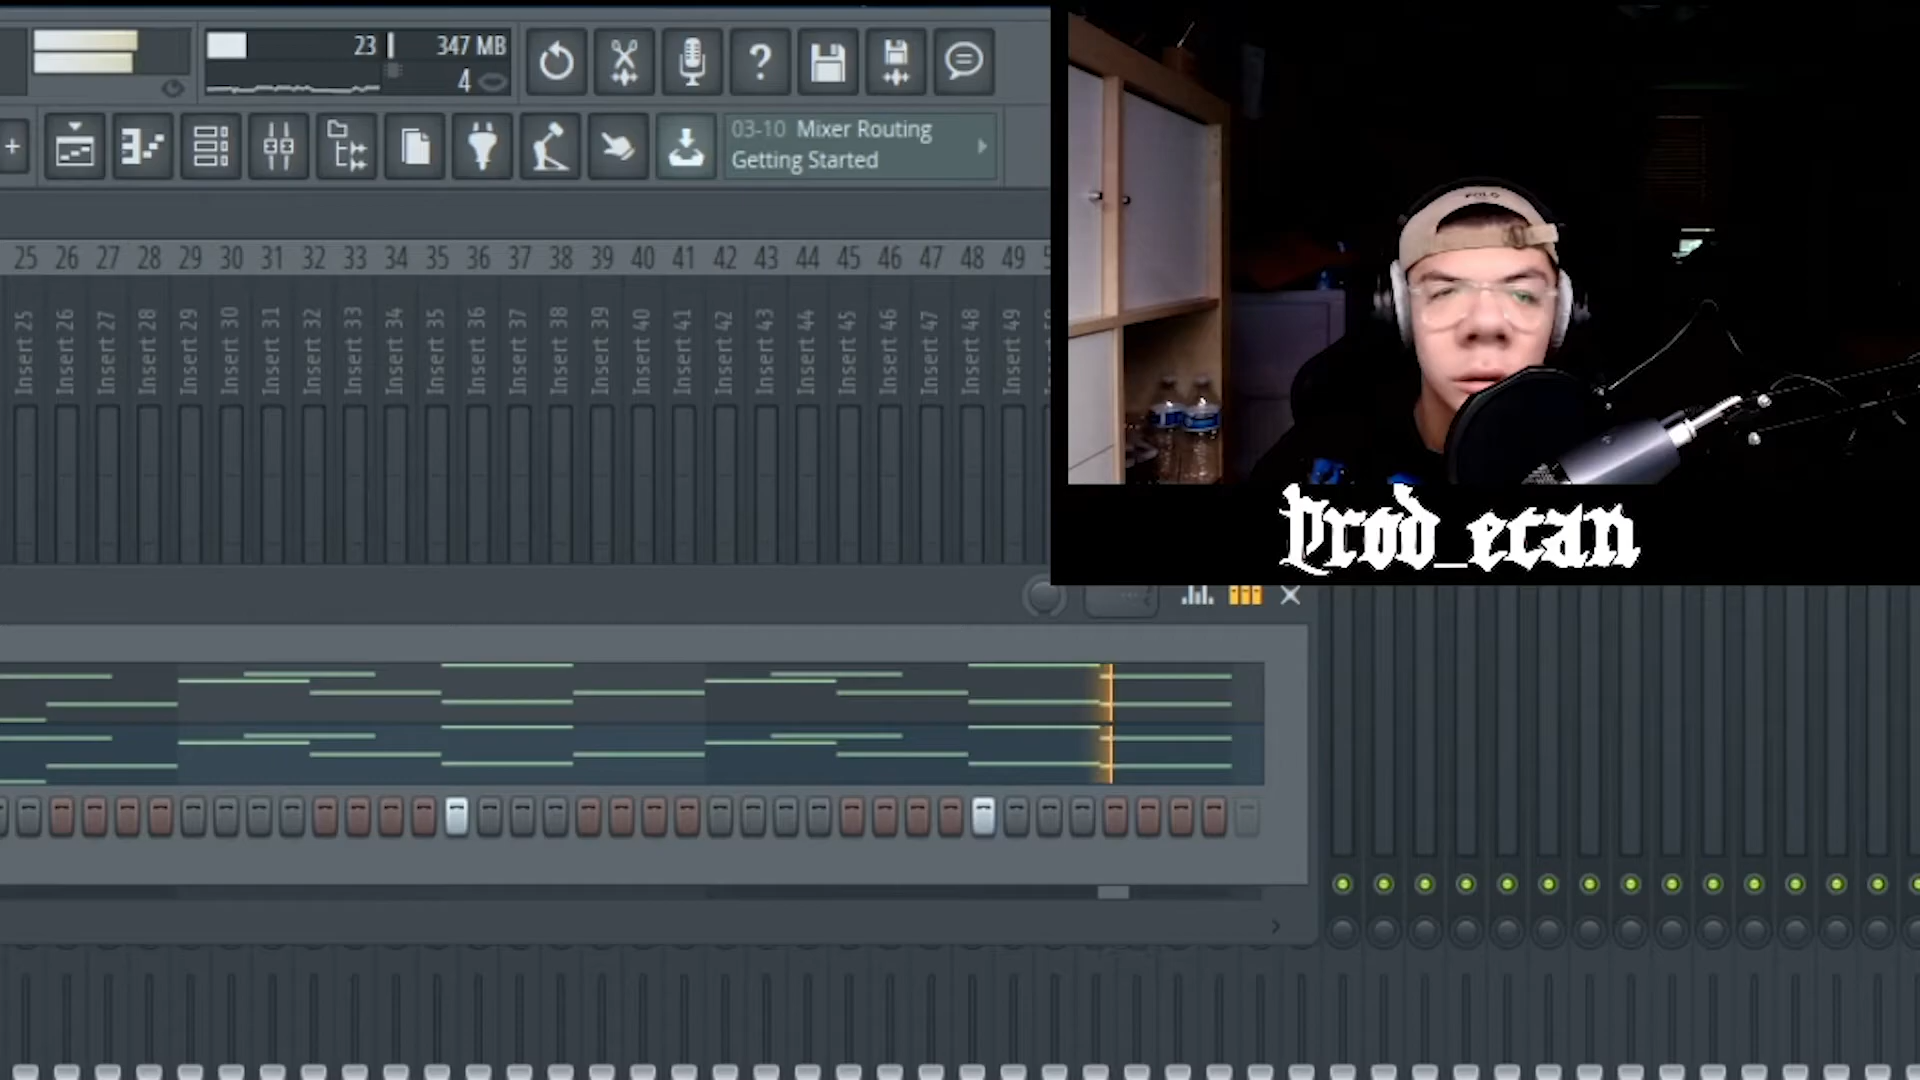 23
347 MB
4
?
+
03-10 Mixer Routing
Getting Started
25 26 27 28 29 30 31 32 33 34 35 36 37 38 39 40 41 42 43 44 45 46 47 48 49
Insert 25
Insert 26
Insert 27
Insert 28
Insert 29
Insert 30
Insert 31
Insert 32
Insert 33
Insert 34
Insert 35
Insert 36
Insert 37
Insert 38
Insert 39
Insert 40
Insert 41
Insert 42
Insert 43
Insert 44
Insert 45
Insert 46
Insert 47
Insert 48
Insert 49
POLO
Prod_ecan